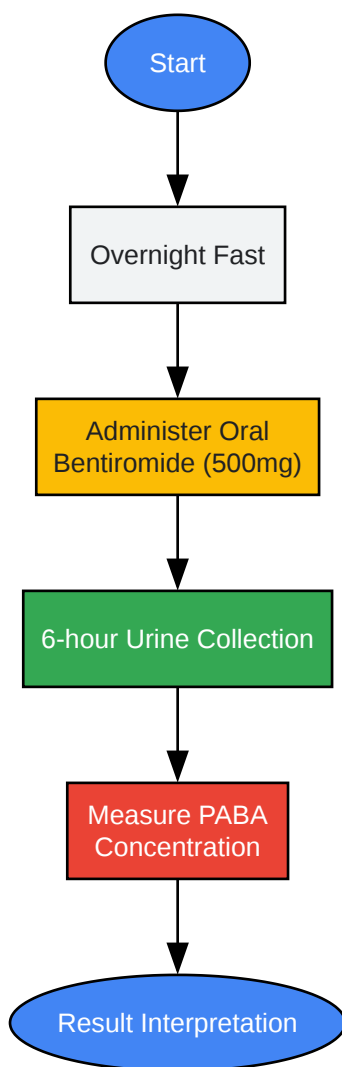 Start
Overnight Fast
Administer Oral
Bentiromide (500mg)
6-hour Urine Collection
Measure PABA
Concentration
Result Interpretation